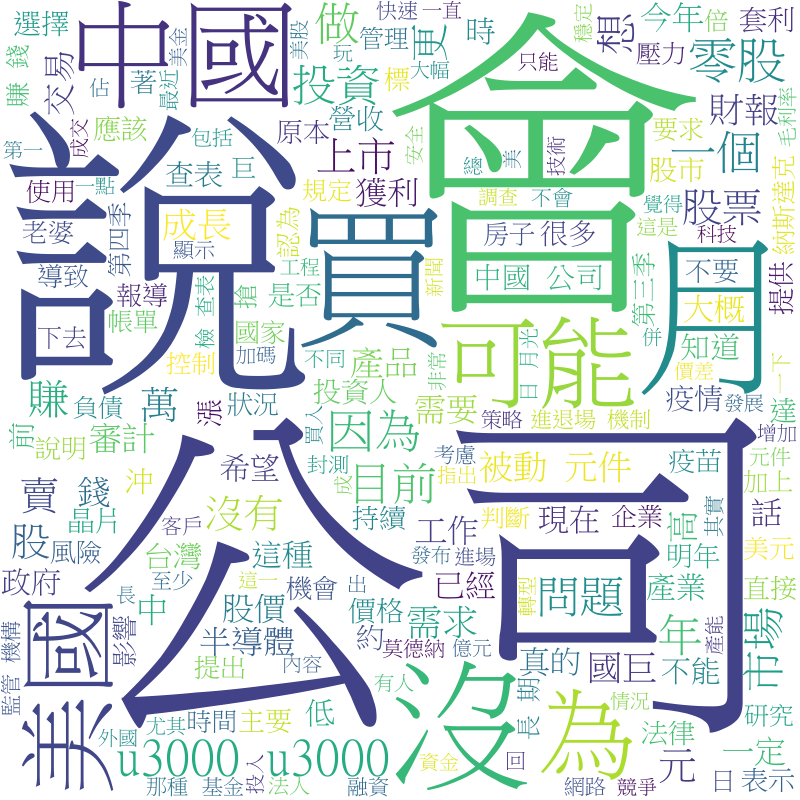 選擇
中國
做
快速
一直
美股
玩
管理
穩定
更
時
想
今年
倍
套利
零股
壓力
賺 錢
交易
佔
最近
美金
著
投資
大幅
標
只能
會
財報
毛利率
第一
成交
應該
包括
原本
營收
安全
總
美
技術
要求
一個
說
使用
一點
查表
巨
規定
上市
獲利
調查
不會
股市
覺得
這是
股票
納斯達克
老婆
第四季
成長
顯示
認為
買
房子
很多
科技
月
提供
導致
報導
檢 查表
搶
工程
是否
新聞
中國 公司
第三季
不要
大概
下去
帳單
國家
控制
加碼
不同
產品
非常
可能
日 月光
併
知道
價差
一下
賺
負債
萬
漲
狀況
買人
投資人
需要
策略
進退場 機制
疫情
發展
達
前
說明
審計
因為
封測
考慮
增加
公司
希望
目前
成
指出
被動 元件
疫苗
元件
加上
賣
錢
沖
晶片
客戶
沒有
持續
工作
判斷
現在
企業
高
其實
話
股
風險
台灣
這種
發布
進場
已經
轉型
明年
美元
政府
至少
這一
機會
出
價格
需求
問題
產業
直接
美國
長
中
影響
股價
半導體
約
莫德納
億元
沒
真的
國巨
為
年
不能
產能
市場
監管 機構
提出
內容
有人
長期
情況
法律
研究
u3000 u3000
外國
尤其
時間
主要
低
資金
回
元
一定
那種
基金
投入
法人
融資
網路
競爭
日
表示